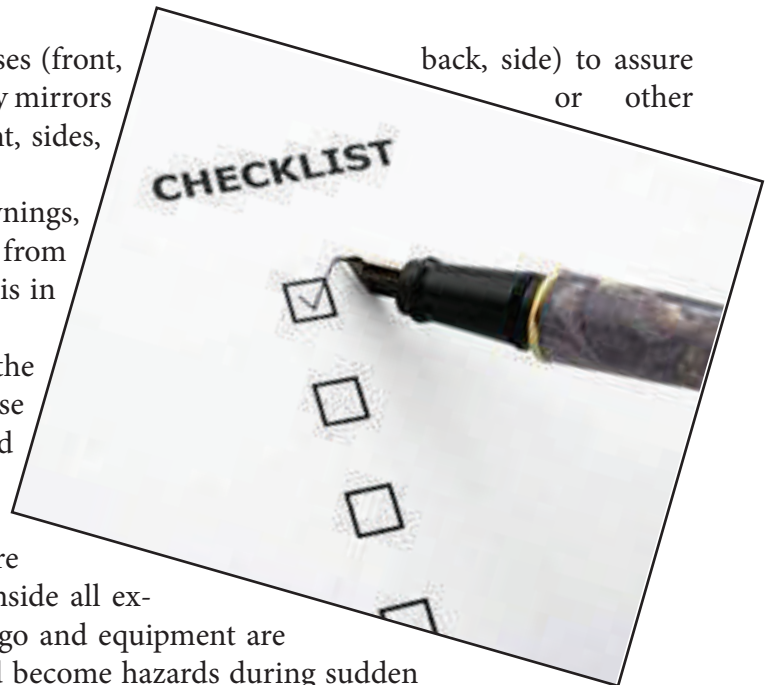 ses (front, back, side) to assure
y mirrors or other
nt, sides,
CHECKLIST
wnings,
from
is in
the
se
d
re
nside all ex-
go and equipment are
d become hazards during sudden